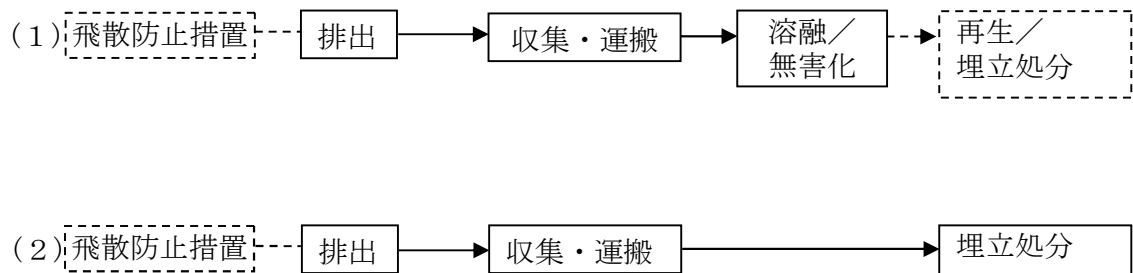 (1)飛散防止措置 排出 収集・運搬 溶融/ 再生/
無害化 埋立処分
(2)飛散防止措置 排出 収集・運搬 埋立処分